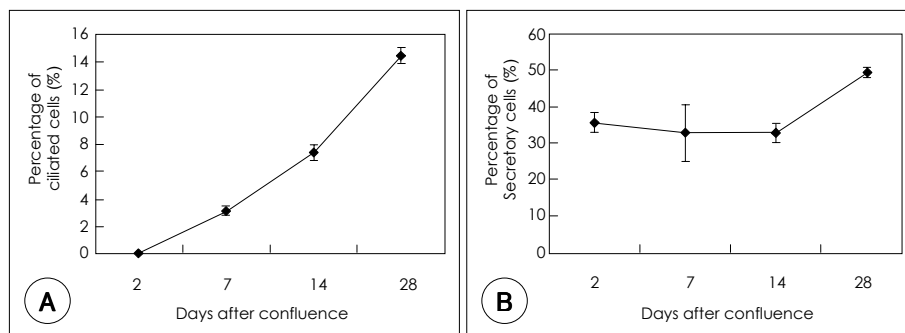 Percentage of
ciliated cells (%)
16
14
12
10
8
6
4
2
0
2 7 14 28
Days after confluence
A
Percentage of
Secretory cells (%)
60
50
40
30
20
10
0
2 7 14 28
Days after confluence
B